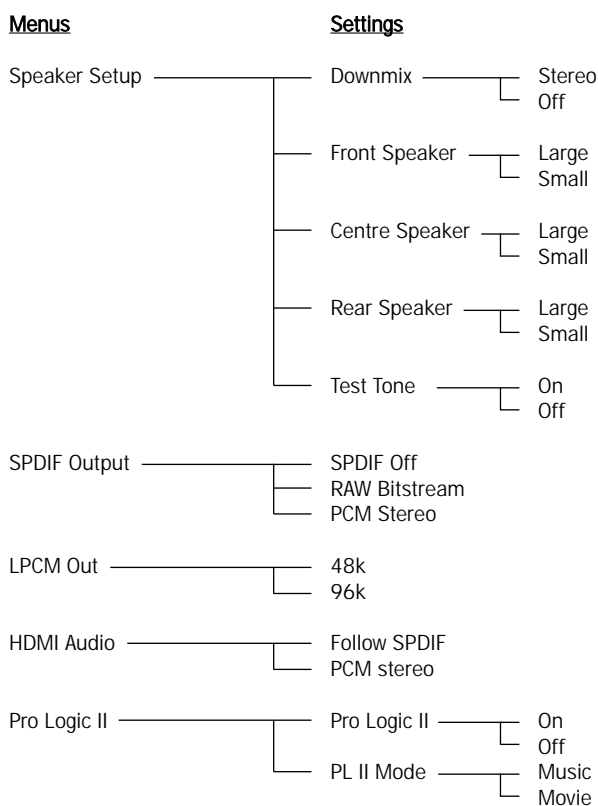 Menus Settings
Speaker Setup Downmix Stereo
Off
Front Speaker Large
Small
Centre Speaker Large
Small
Rear Speaker Large
Small
Test Tone On
Off
SPDIF Output SPDIF Off
RAW Bitstream
PCM Stereo
LPCM Out 48k
96k
HDMI Audio Follow SPDIF
PCM stereo
Pro Logic II Pro Logic II On
Off
PL II Mode Music
Movie